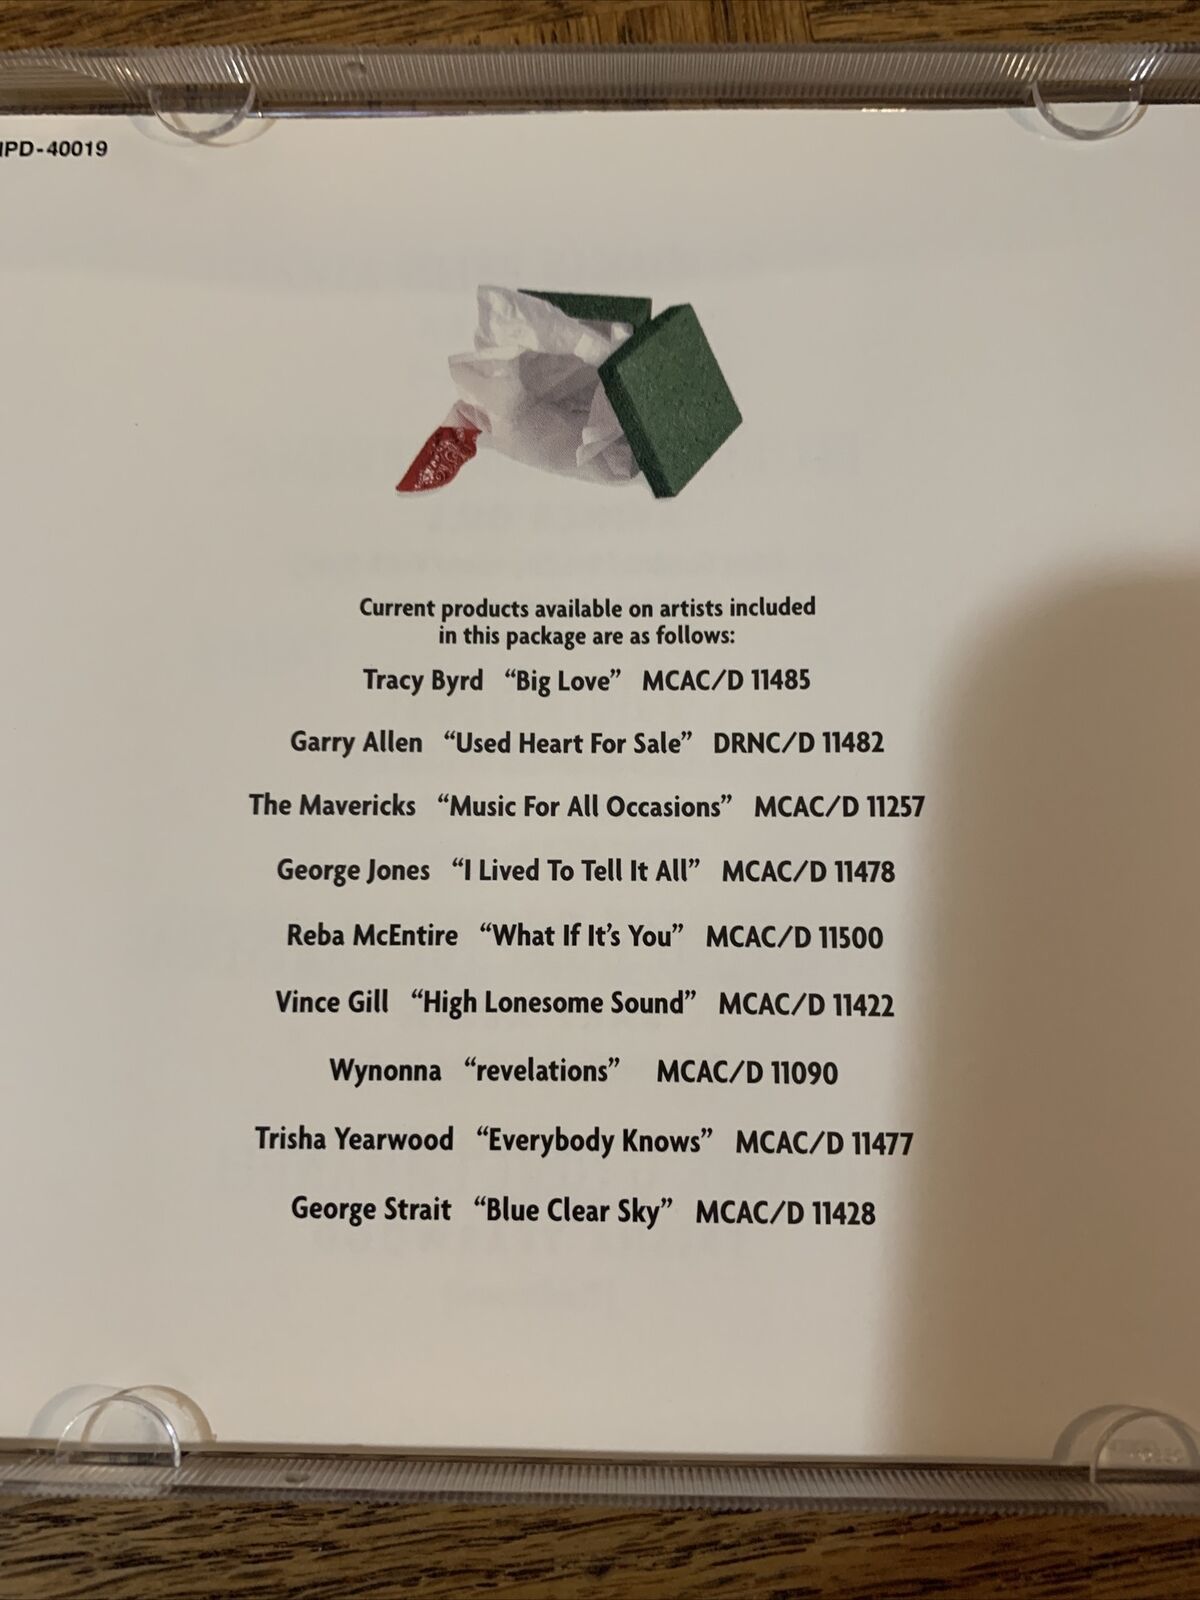 IPD-40019
Current products available on artists included
in this package are as follows:
Tracy Byrd "Big Love" MCAC/D 11485
Garry Allen "Used Heart For Sale" DRNC/D 11482
The Mavericks "Music For All Occasions" MCAC/D 11257
George Jones "I Lived To Tell It All" MCAC/D 11478
Reba McEntire "What If It's You" MCAC/D 11500
Vince Gill "High Lonesome Sound" MCAC/D 11422
Wynonna "revelations" MCAC/D 11090
Trisha Yearwood "Everybody Knows" MCAC/D 11477
George Strait "Blue Clear Sky" MCAC/D 11428